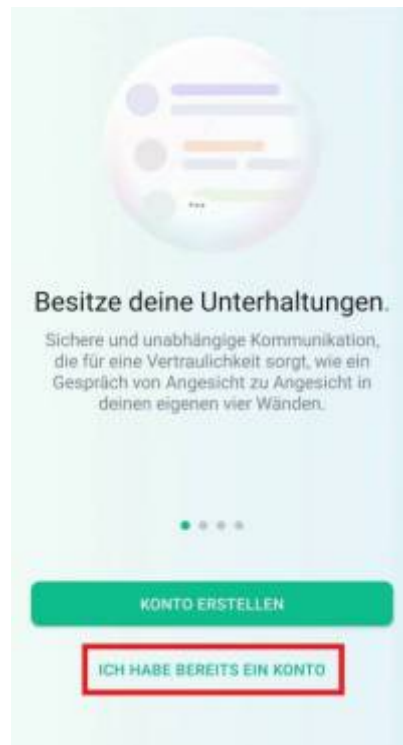 Besitze deine Unterhaltungen.
Sichere und unabhängige Kommunikation,
die für eine Vertraulichkeit sorgt, wie ein
Gespräch von Angesicht zu Angesicht in
deinen eigenen vier Wänden.
KONTO ERSTELLEN
ICH HABE BEREITS EIN KONTO